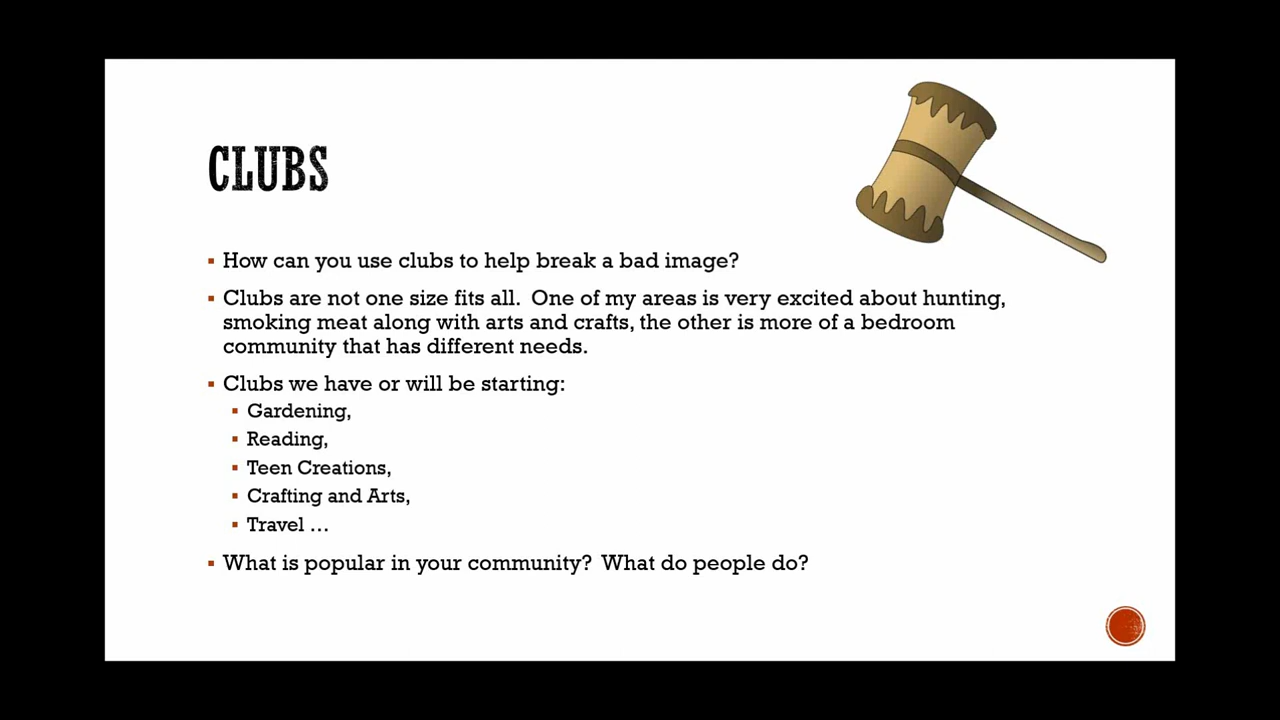 CLUBS
How can you use clubs to help break a bad image?
Clubs are not one size fits all.  One of my areas is very excited about hunting,
smoking meat along with arts and crafts, the other is more of a bedroom
community that has different needs.
Clubs we have or will be starting:
Gardening,
Reading,
Teen Creations,
Crafting and Arts,
Travel …
What is popular in your community?  What do people do?